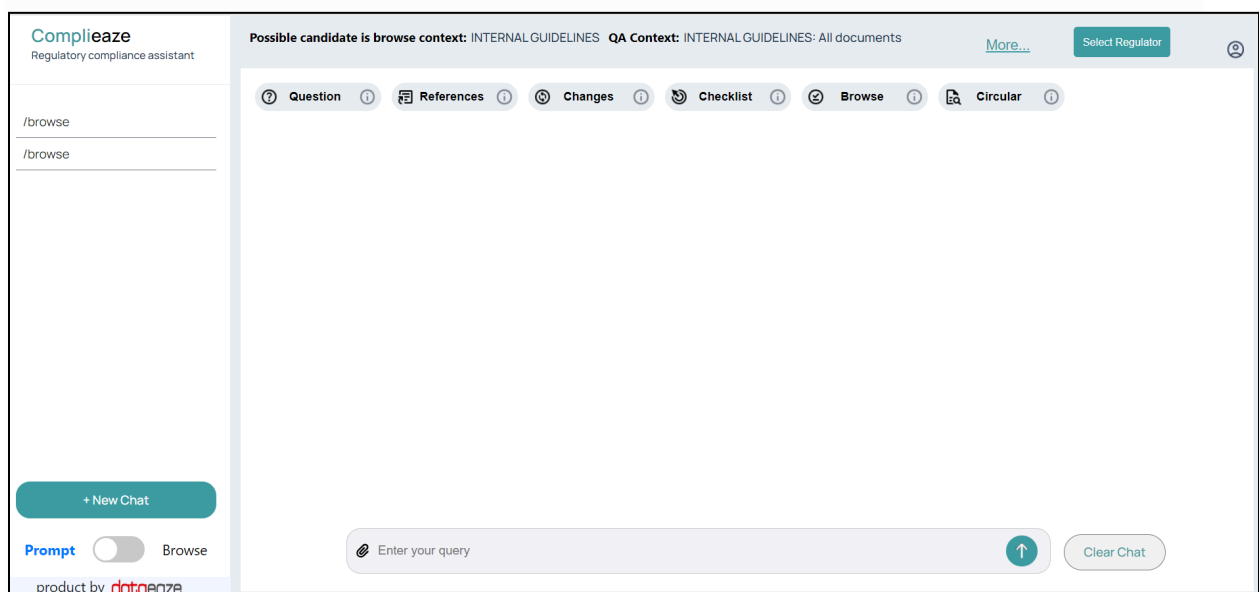 Complieaze
Regulatory compliance assistant
Possible candidate is browse context: INTERNAL GUIDELINES QA Context: INTERNAL GUIDELINES: All documents
More...
Select Regulator
Question
References
Changes
Checklist
Browse
Circular
/browse
/browse
+ New Chat
Prompt
Browse
product by dataeaze
Enter your query
Clear Chat